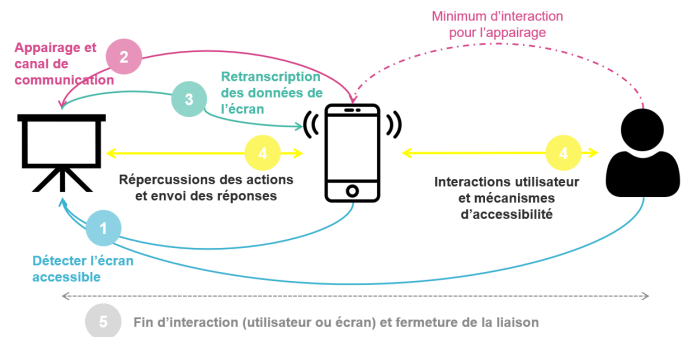 Minimum d'interaction
pour l'appairage
Appairage et
canal de
communication
2
Retranscription
des données de
l'écran
3
4
4
Répercussions des actions
et envoi des réponses
Interactions utilisateur
et mécanismes
d'accessibilité
1
Détecter l'écran
accessible
5 Fin d'interaction (utilisateur ou écran) et fermeture de la liaison